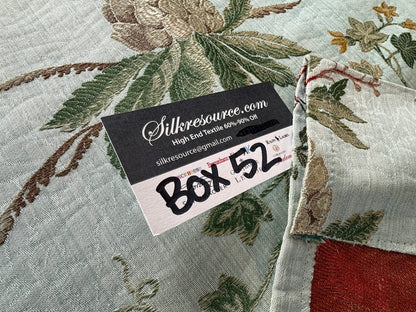 Silkresource.com
High End Textile 60%-90% Off
silkresource@gmail.com
BOX 52